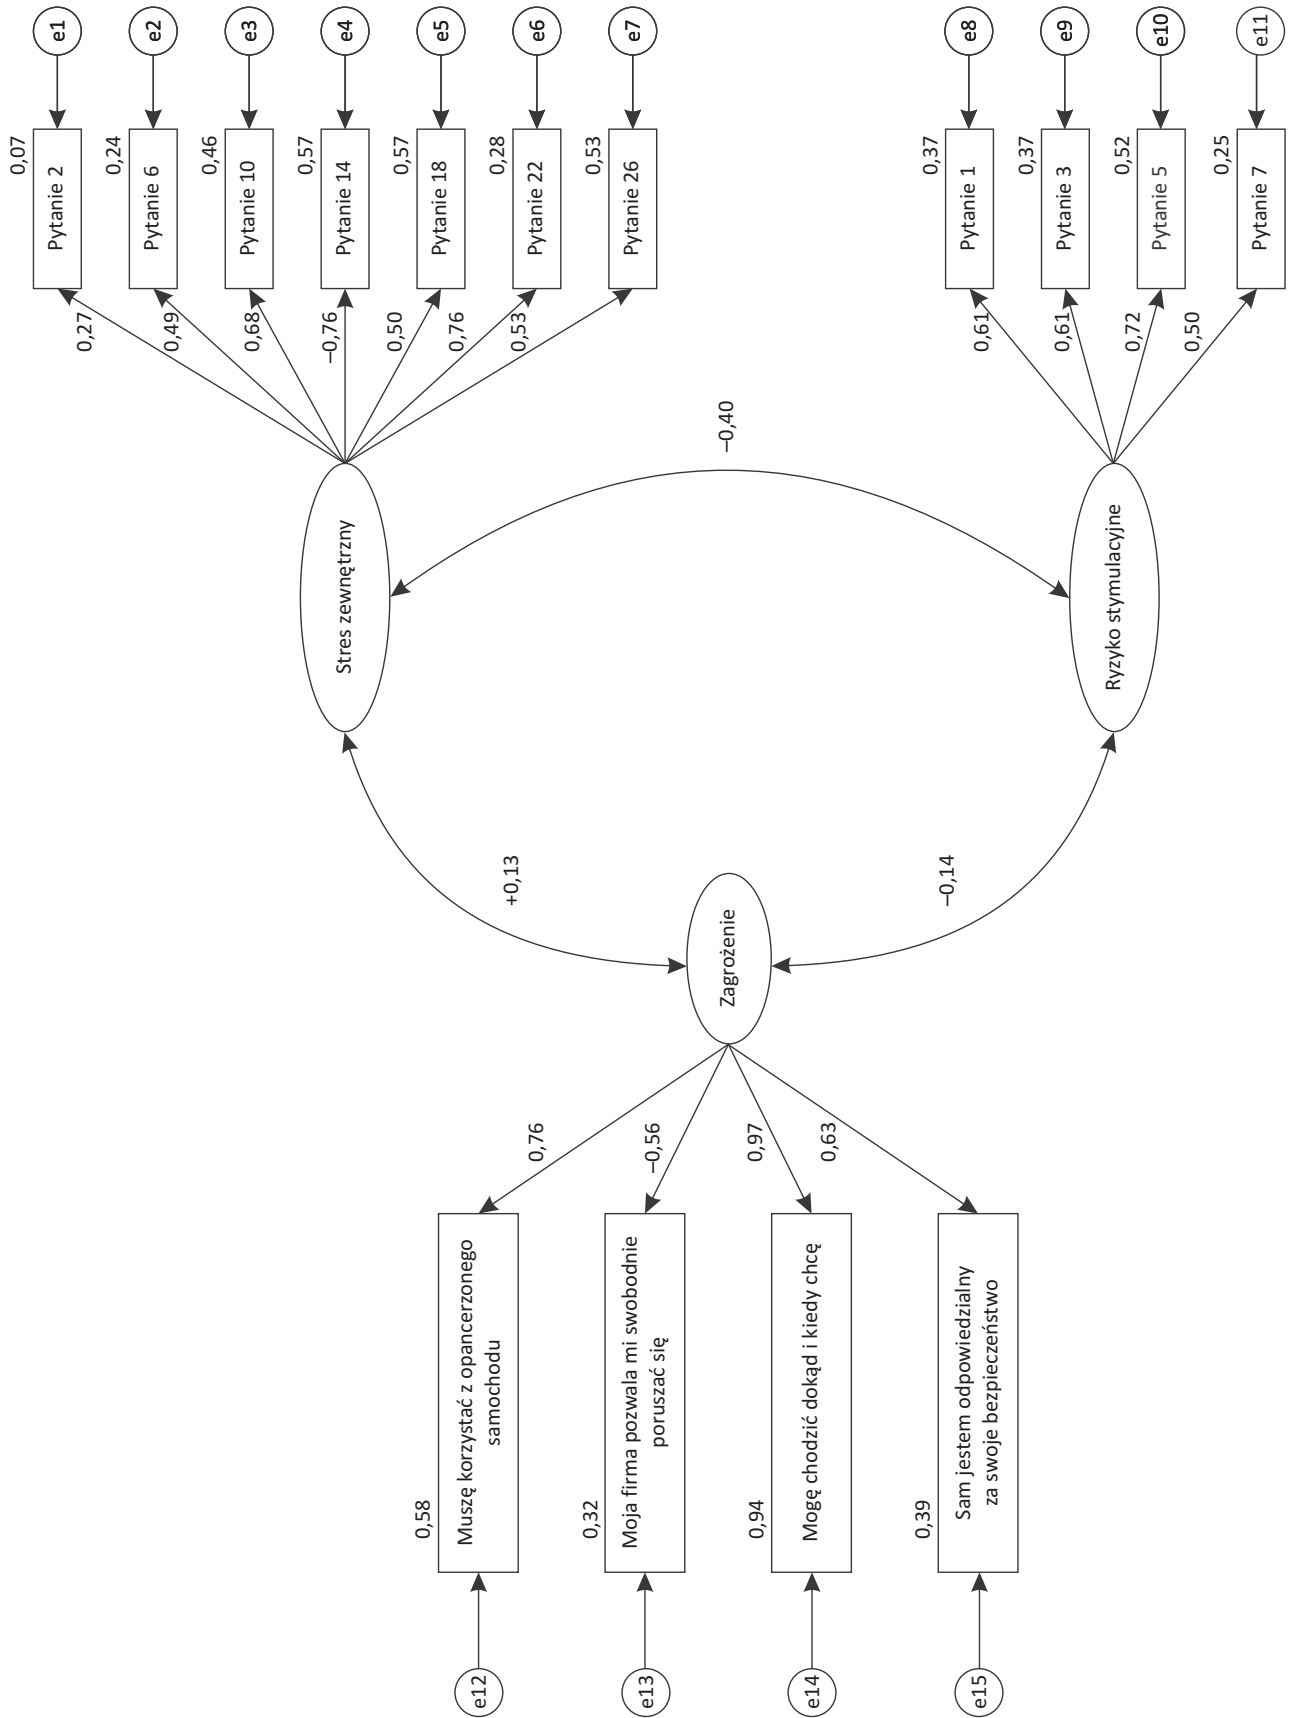 e1
e2
e3
e4
e5
e6
e7
0,07
Pytanie 2
0,24
Pytanie 6
0,46
Pytanie 10
0,57
Pytanie 14
0,57
Pytanie 18
0,28
Pytanie 22
0,53
Pytanie 26
0,27
0,49
0,68
–0,76
0,50
0,76
0,53
Stres zewnętrzny
e8
e9
e10
e11
0,37
Pytanie 1
0,37
Pytanie 3
0,52
Pytanie 5
0,25
Pytanie 7
0,61
0,61
0,72
0,50
Ryzyko stymulacyjne
–0,40
+0,13
–0,14
Zagrożenie
0,76
–0,56
0,97
0,63
0,58
Muszę korzystać z opancerzonego
samochodu
0,32
Moja firma pozwala mi swobodnie
poruszać się
0,94
Mogę chodzić dokąd i kiedy chcę
0,39
Sam jestem odpowiedzialny
za swoje bezpieczeństwo
e12
e13
e14
e15